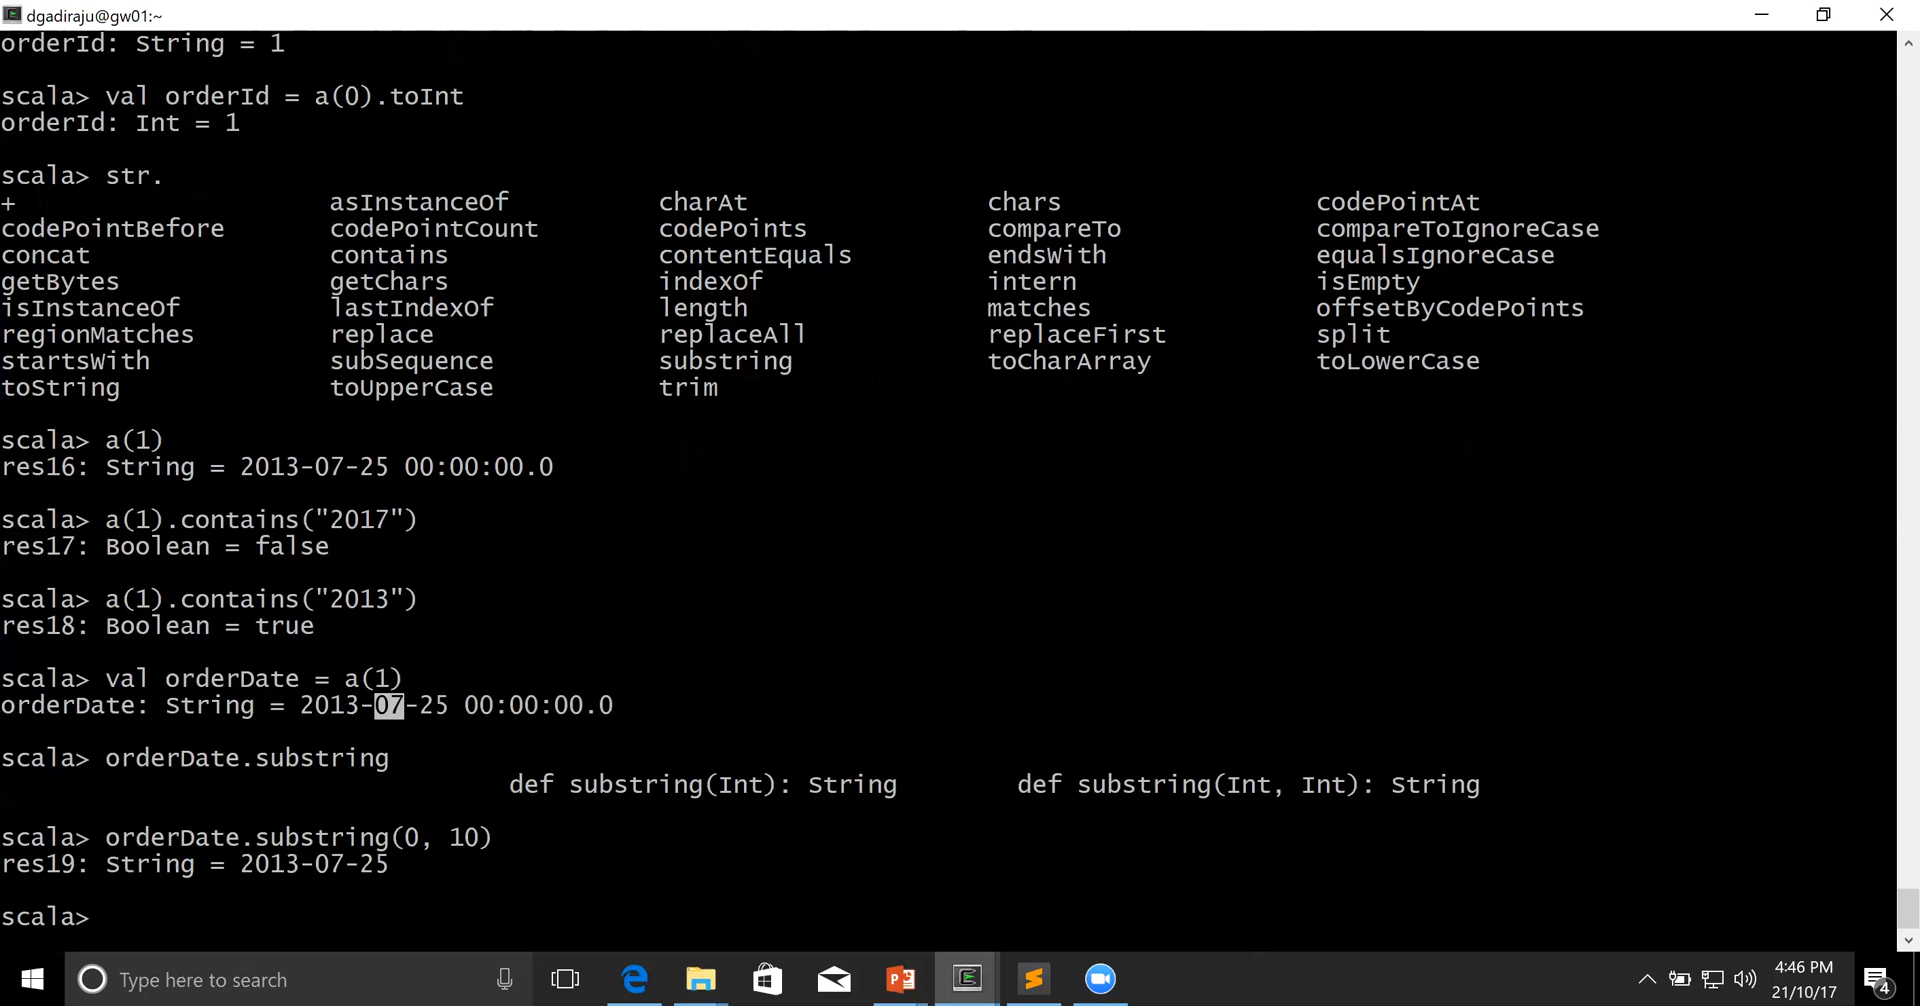 dgadiraju@gw01:~
orderId: String = 1
scala> val orderId = a(0).toInt
orderId: Int = 1
scala> str.
+ asInstanceOf charAt chars codePointAt
codePointBefore codePointCount codePoints compareTo compareToIgnoreCase
concat contains contentEquals endsWith equalsIgnoreCase
getBytes getChars indexOf intern isEmpty
isInstanceOf lastIndexOf length matches offsetByCodePoints
regionMatches replace replaceAll replaceFirst split
startsWith subSequence substring toCharArray toLowerCase
toString toUpperCase trim
scala> a(1)
res16: String = 2013-07-25 00:00:00.0
scala> a(1).contains("2017")
res17: Boolean = false
scala> a(1).contains("2013")
res18: Boolean = true
scala> val orderDate = a(1)
orderDate: String = 2013-07-25 00:00:00.0
scala> orderDate.substring
def substring(Int): String def substring(Int, Int): String
scala> orderDate.substring(0, 10)
res19: String = 2013-07-25
scala>
Type here to search
4:46 PM
21/10/17
4